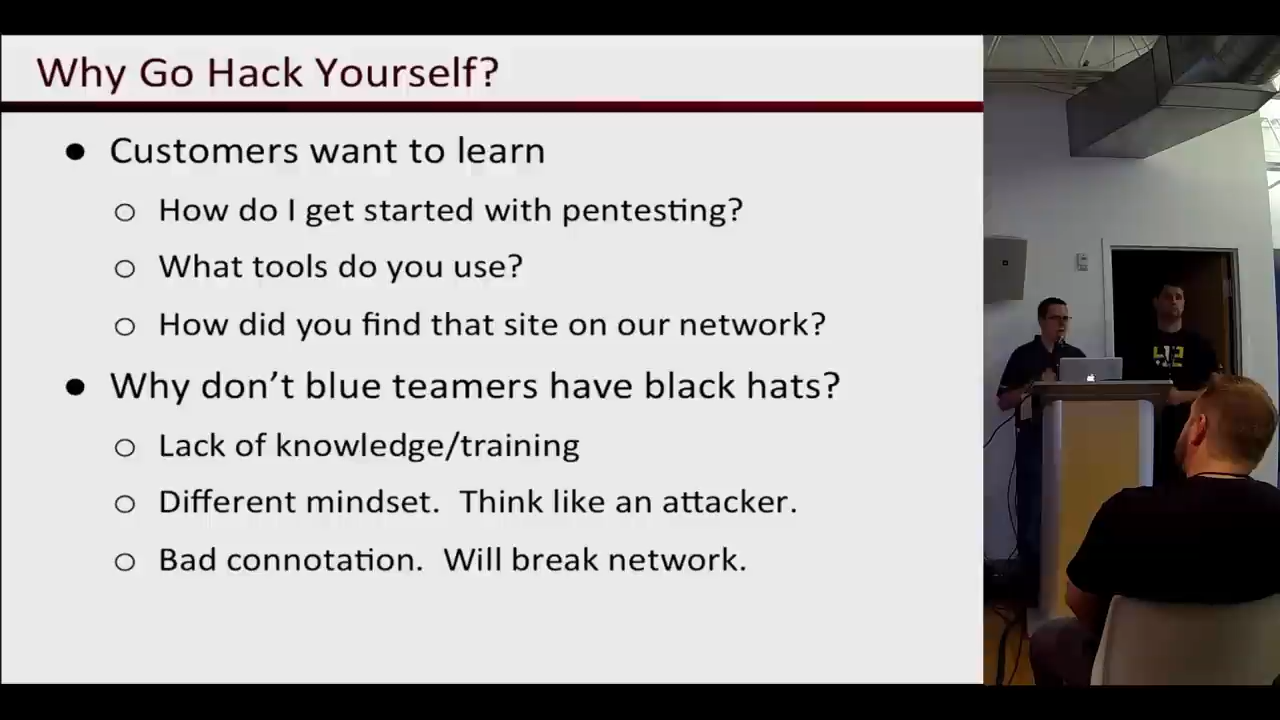 Why Go Hack Yourself?
● Customers want to learn
○ How do I get started with pentesting?
○ What tools do you use?
○ How did you find that site on our network?
● Why don’t blue teamers have black hats?
○ Lack of knowledge/training
○ Different mindset.  Think like an attacker.
○ Bad connotation.  Will break network.